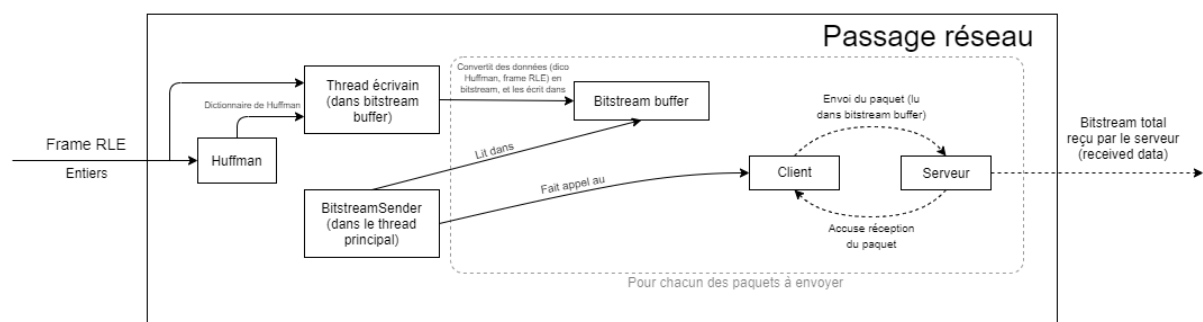 Passage réseau
Convertit des données (dico
Huffman, frame RLE) en
bitstream, et les écrit dans
Thread écrivain
(dans bitstream
buffer)
Bitstream buffer
Envoi du paquet (lu
dans bitstream buffer)
Dictionnaire de Huffman
Bitstream total
reçu par le serveur
(received data)
Frame RLE
Entiers
Huffman
Lit dans
Client
Serveur
Fait appel au
BitstreamSender
(dans le thread
principal)
Accuse réception
du paquet
Pour chacun des paquets à envoyer